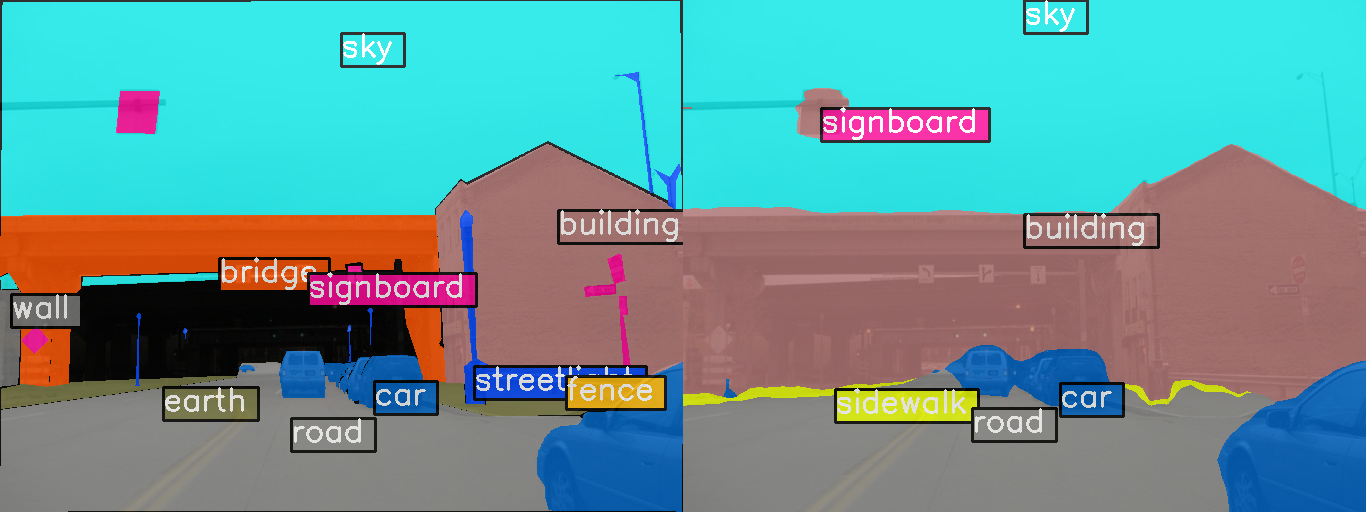 sky
building
bridge
signboard
wall
streetlight
fence
car
earth
road
sky
signboard
building
sidewalk
car
road